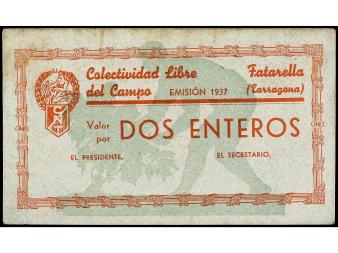 Colectividad Libre Fatarella
del Campo EMISIÓN 1937 (Tarragona)
Valor por DOS ENTEROS
EL PRESIDENTE, EL SECRETARIO,